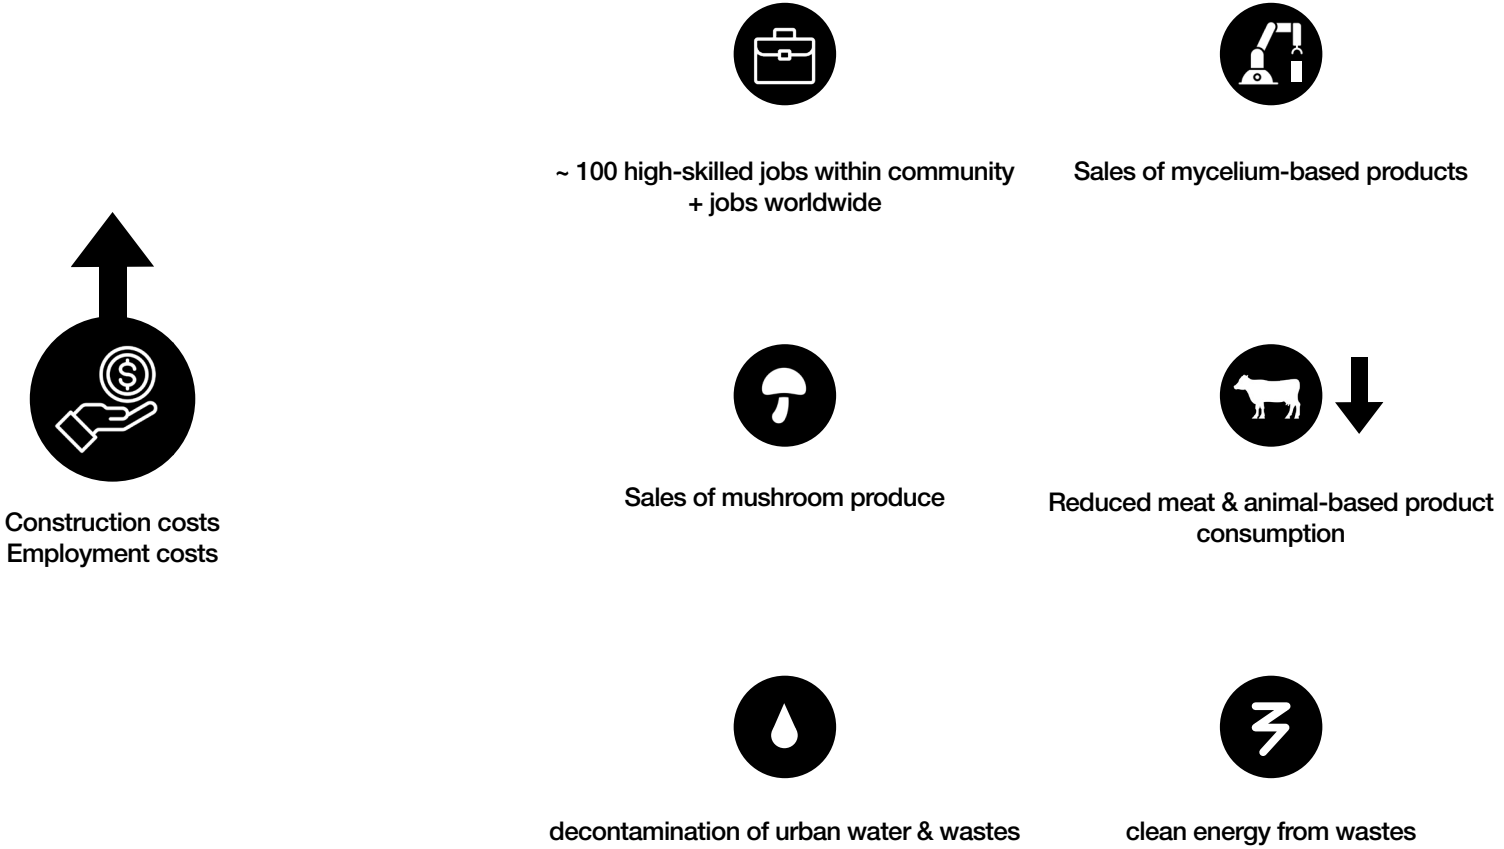 ~ 100 high-skilled jobs within community
+ jobs worldwide
Sales of mycelium-based products
$
Construction costs
Employment costs
Sales of mushroom produce
Reduced meat & animal-based product
consumption
decontamination of urban water & wastes
clean energy from wastes